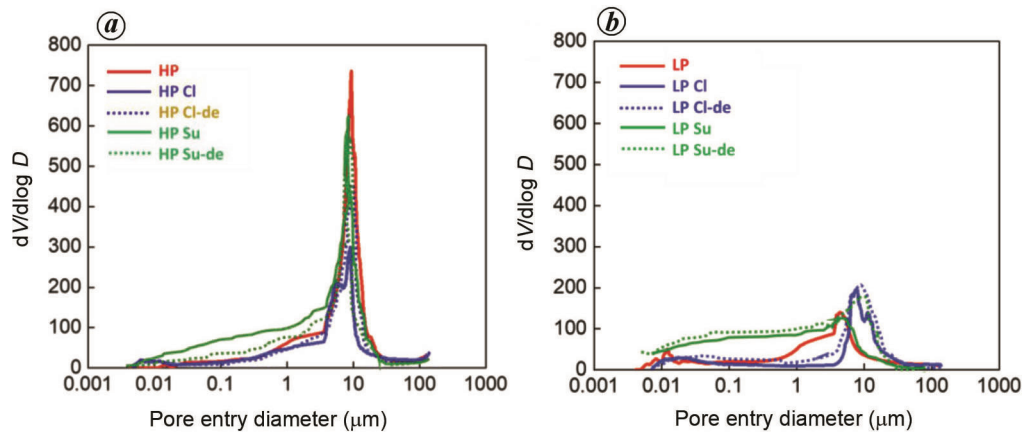 a
800
700
600
500
400
300
200
100
0
dV/dlog D
HP
HP Cl
HP Cl-de
HP Su
HP Su-de
0.001 0.01 0.1 1 10 100 1000
Pore entry diameter (μm)
b
800
700
600
500
400
300
200
100
0
dV/dlog D
LP
LP Cl
LP Cl-de
LP Su
LP Su-de
0.001 0.01 0.1 1 10 100 1000
Pore entry diameter (μm)